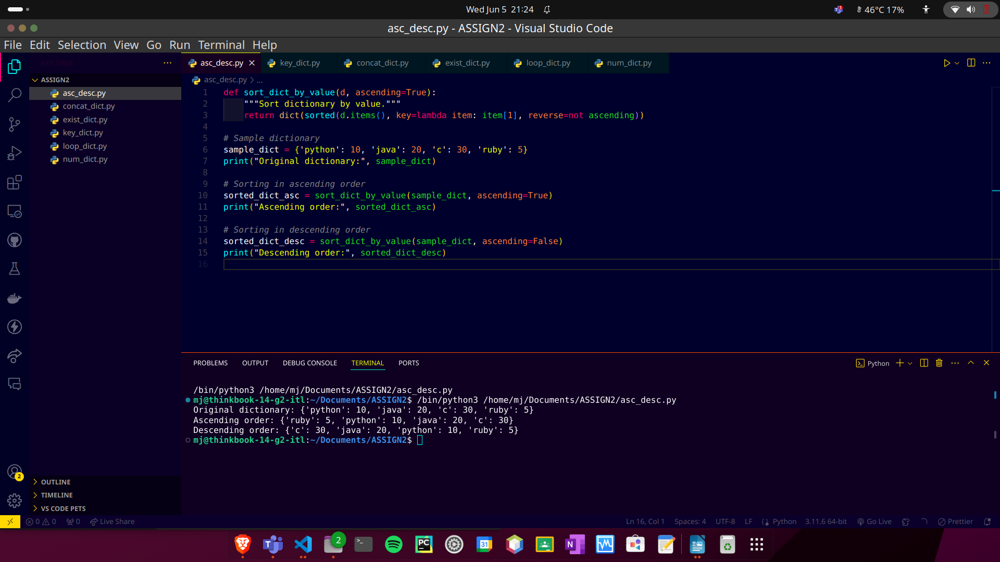 Wed Jun 5 21:24
46°C 17%
asc_desc.py - ASSIGN2 - Visual Studio Code
File Edit Selection View Go Run Terminal Help
EXPLORER
asc_desc.py key_dict.py concat_dict.py exist_dict.py loop_dict.py num_dict.py
ASSIGN2
asc_desc.py
concat_dict.py
exist_dict.py
key_dict.py
loop_dict.py
num_dict.py
asc_desc.py > ...
1 def sort_dict_by_value(d, ascending=True):
2     """Sort dictionary by value."""
3     return dict(sorted(d.items(), key=lambda item: item[1], reverse=not ascending))
4
5 # Sample dictionary
6 sample_dict = {'python': 10, 'java': 20, 'c': 30, 'ruby': 5}
7 print("Original dictionary:", sample_dict)
8
9 # Sorting in ascending order
10 sorted_dict_asc = sort_dict_by_value(sample_dict, ascending=True)
11 print("Ascending order:", sorted_dict_asc)
12
13 # Sorting in descending order
14 sorted_dict_desc = sort_dict_by_value(sample_dict, ascending=False)
15 print("Descending order:", sorted_dict_desc)
16
PROBLEMS OUTPUT DEBUG CONSOLE TERMINAL PORTS
Python
/bin/python3 /home/mj/Documents/ASSIGN2/asc_desc.py
mj@thinkbook-14-g2-itl:~/Documents/ASSIGN2$ /bin/python3 /home/mj/Documents/ASSIGN2/asc_desc.py
Original dictionary: {'python': 10, 'java': 20, 'c': 30, 'ruby': 5}
Ascending order: {'ruby': 5, 'python': 10, 'java': 20, 'c': 30}
Descending order: {'c': 30, 'java': 20, 'python': 10, 'ruby': 5}
mj@thinkbook-14-g2-itl:~/Documents/ASSIGN2$
2
OUTLINE
TIMELINE
VS CODE PETS
0 0 0 Live Share
Ln 16, Col 1 Spaces: 4 UTF-8 LF Python 3.11.6 64-bit Go Live Prettier
T 2 >_ PC 31 N